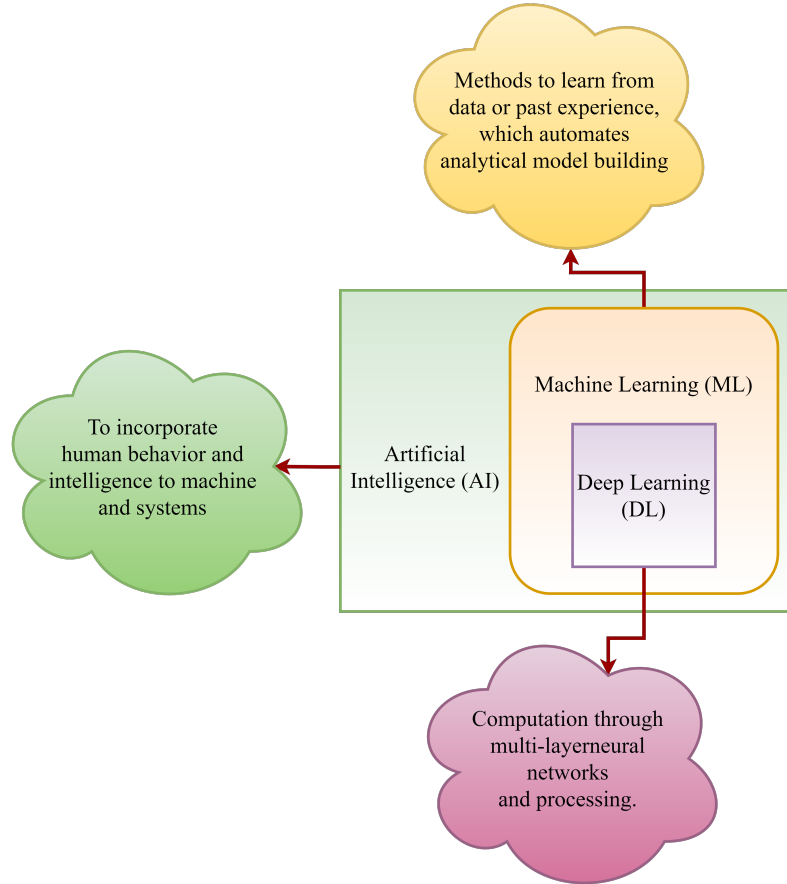 Methods to learn from
data or past experience,
which automates
analytical model building
Machine Learning (ML)
To incorporate
human behavior and
intelligence to machine
and systems
Artificial
Intelligence (AI)
Deep Learning
(DL)
Computation through
multi-layerneural
networks
and processing.